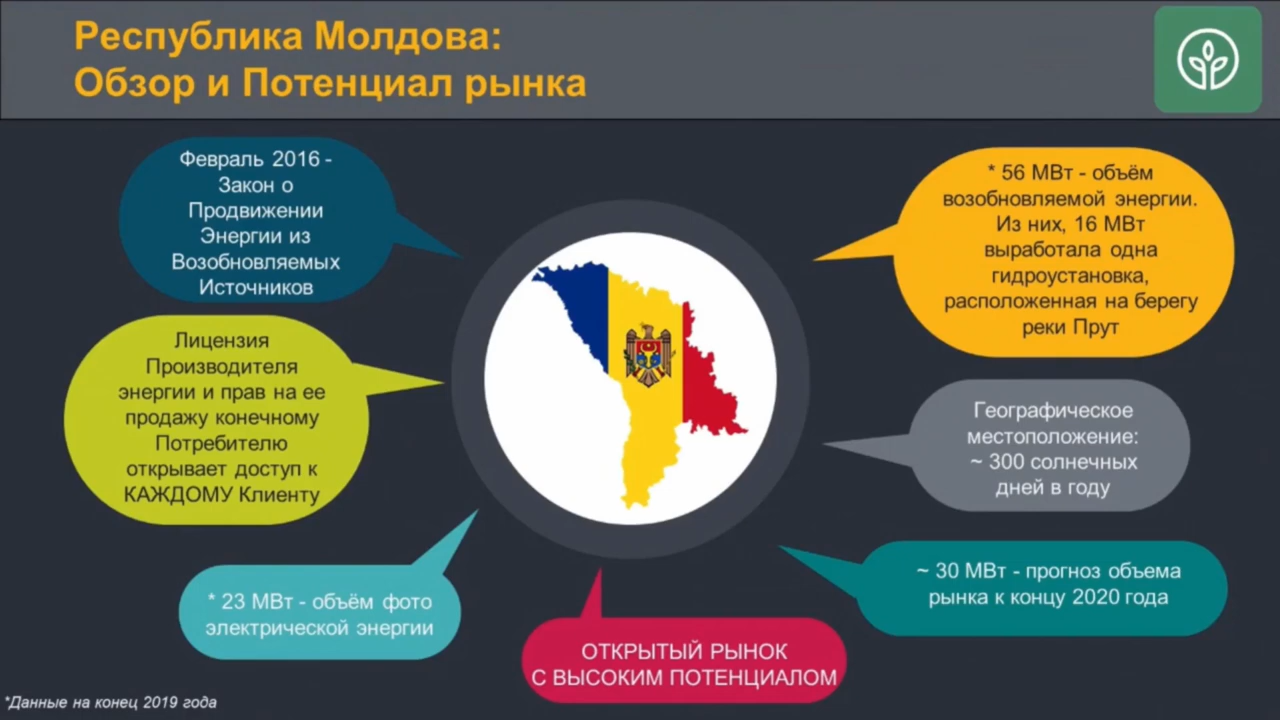 Республика Молдова:
Обзор и Потенциал рынка
Февраль 2016 -
Закон о
Продвижении
Энергии из
Возобновляемых
Источников
Лицензия
Производителя
энергии и прав на ее
продажу конечному
Потребителю
открывает доступ к
КАЖДОМУ Клиенту
* 23 МВт - объём фото
электрической энергии
ОТКРЫТЫЙ РЫНОК
С ВЫСОКИМ ПОТЕНЦИАЛОМ
* 56 МВт - объём
возобновляемой энергии.
Из них, 16 МВт
выработала одна
гидроустановка,
расположенная на берегу
реки Прут
Географическое
местоположение:
~ 300 солнечных
дней в году
~ 30 МВт - прогноз объема
рынка к концу 2020 года
*Данные на конец 2019 года